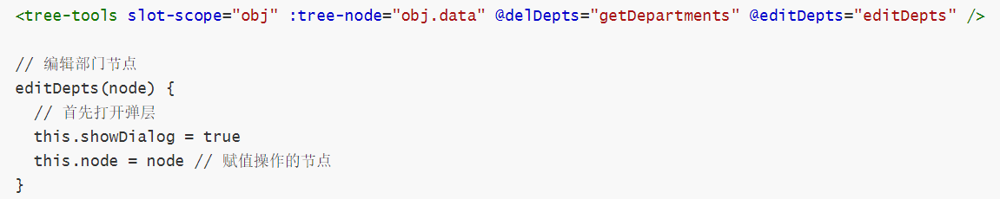 <tree-tools slot-scope="obj" :tree-node="obj.data" @delDepts="getDepartments" @editDepts="editDepts" />
// 编辑部门节点
editDepts(node) {
// 首先打开弹层
this.showDialog = true
this.node = node // 赋值操作的节点
}